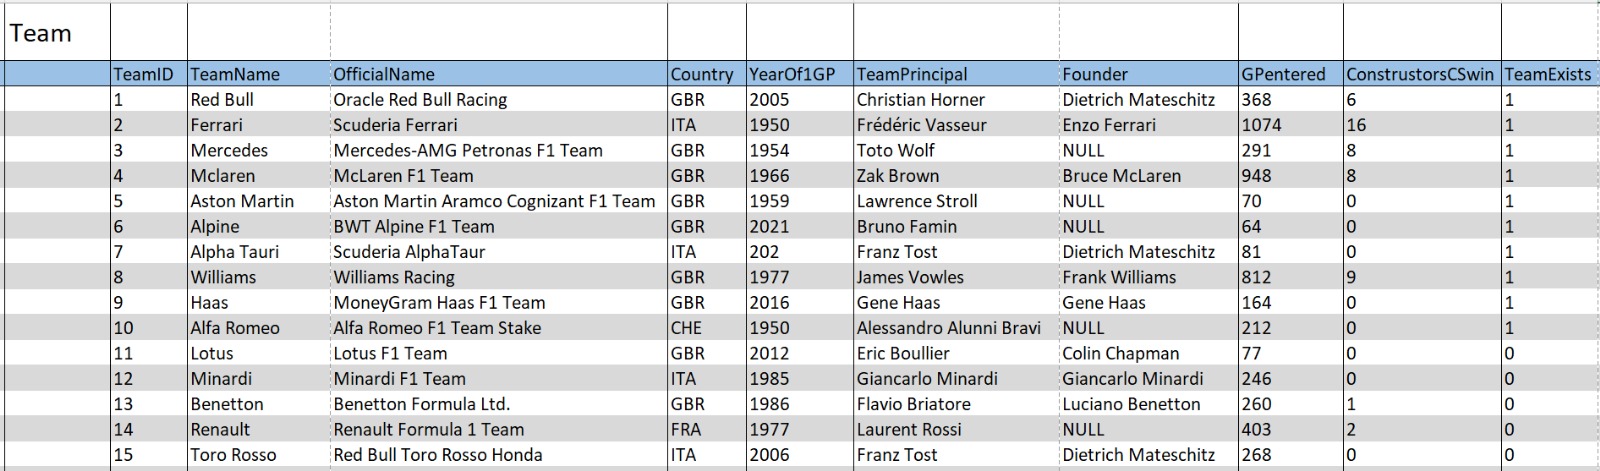 Team
TeamID TeamName OfficialName Country YearOf1GP TeamPrincipal Founder GPentered ConstrustorsCSwin TeamExists
1 Red Bull Oracle Red Bull Racing GBR 2005 Christian Horner Dietrich Mateschitz 368 6 1
2 Ferrari Scuderia Ferrari ITA 1950 Frédéric Vasseur Enzo Ferrari 1074 16 1
3 Mercedes Mercedes-AMG Petronas F1 Team GBR 1954 Toto Wolf NULL 291 8 1
4 Mclaren McLaren F1 Team GBR 1966 Zak Brown Bruce McLaren 948 8 1
5 Aston Martin Aston Martin Aramco Cognizant F1 Team GBR 1959 Lawrence Stroll NULL 70 0 1
6 Alpine BWT Alpine F1 Team GBR 2021 Bruno Famin NULL 64 0 1
7 Alpha Tauri Scuderia AlphaTaur ITA 202 Franz Tost Dietrich Mateschitz 81 0 1
8 Williams Williams Racing GBR 1977 James Vowles Frank Williams 812 9 1
9 Haas MoneyGram Haas F1 Team GBR 2016 Gene Haas Gene Haas 164 0 1
10 Alfa Romeo Alfa Romeo F1 Team Stake CHE 1950 Alessandro Alunni Bravi NULL 212 0 1
11 Lotus Lotus F1 Team GBR 2012 Eric Boullier Colin Chapman 77 0 0
12 Minardi Minardi F1 Team ITA 1985 Giancarlo Minardi Giancarlo Minardi 246 0 0
13 Benetton Benetton Formula Ltd. GBR 1986 Flavio Briatore Luciano Benetton 260 1 0
14 Renault Renault Formula 1 Team FRA 1977 Laurent Rossi NULL 403 2 0
15 Toro Rosso Red Bull Toro Rosso Honda ITA 2006 Franz Tost Dietrich Mateschitz 268 0 0